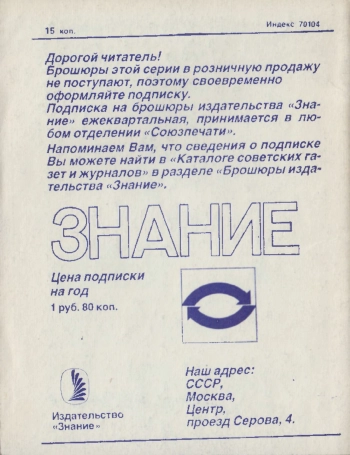 15 коп.
Индекс 70104
Дорогой читатель!
Брошюры этой серии в розничную продажу
не поступают, поэтому своевременно
оформляйте подписку.
Подписка на брошюры издательства «Зна-
ние» ежеквартальная, принимается в лю-
бом отделении «Союзпечати».
Напоминаем Вам, что сведения о подписке
Вы можете найти в «Каталоге советских га-
зет и журналов» в разделе «Брошюры изда-
тельства «Знание».
ЗНАНИЕ
Цена подписки
на год
1 руб. 80 коп.
Издательство
«Знание»
Наш адрес:
СССР,
Москва,
Центр,
проезд Серова, 4.